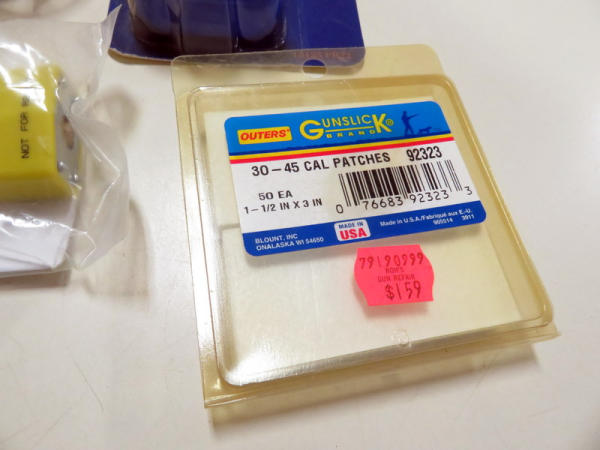 NOT FOR
OUTERS®
GUNSLICK®
BRAND
30-45 CAL PATCHES 92323
50 EA
1-1/2 IN X 3 IN
0 76683 92323 3
BLOUNT, INC
ONALASKA WI 54650
MADE IN
USA
Made in U.S.A./Fabriqué aux E.-U.
905514 3911
79190999
RON'S
GUN REPAIR
$1.59